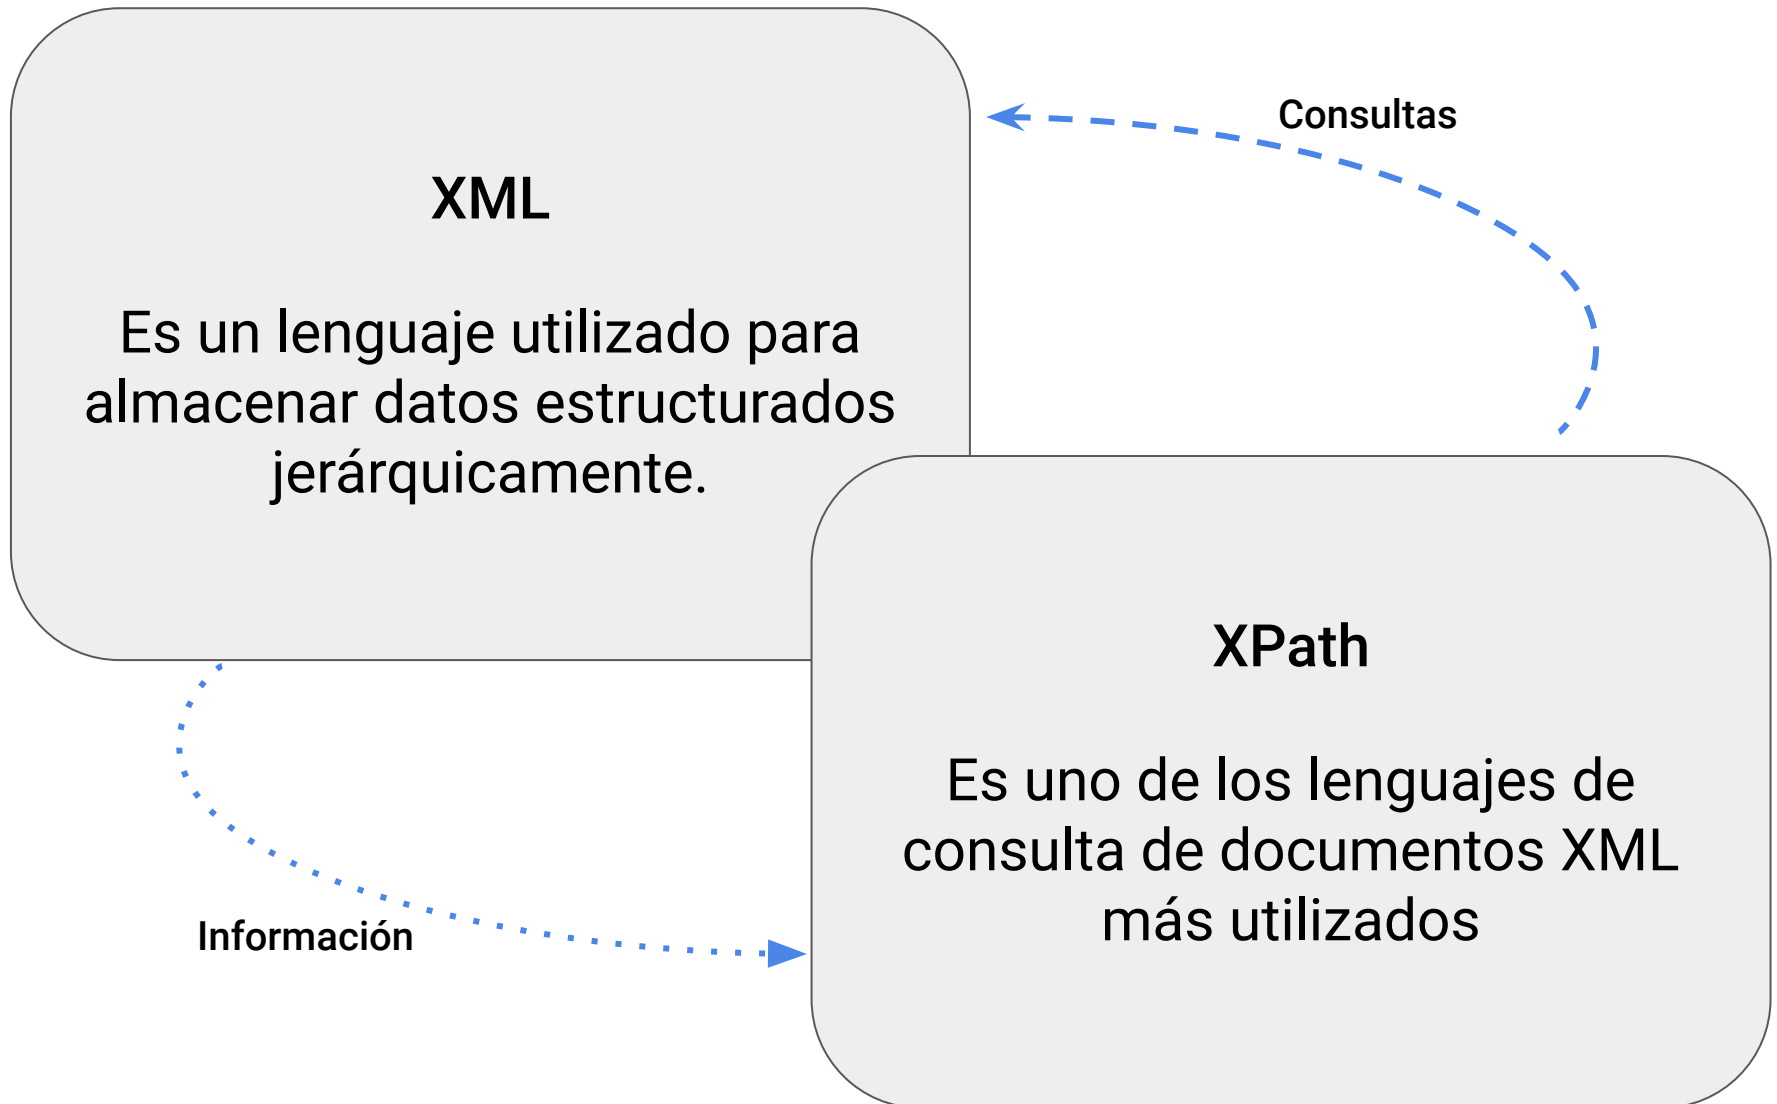 XML
Es un lenguaje utilizado para
almacenar datos estructurados
jerárquicamente.
Consultas
XPath
Es uno de los lenguajes de
consulta de documentos XML
más utilizados
Información